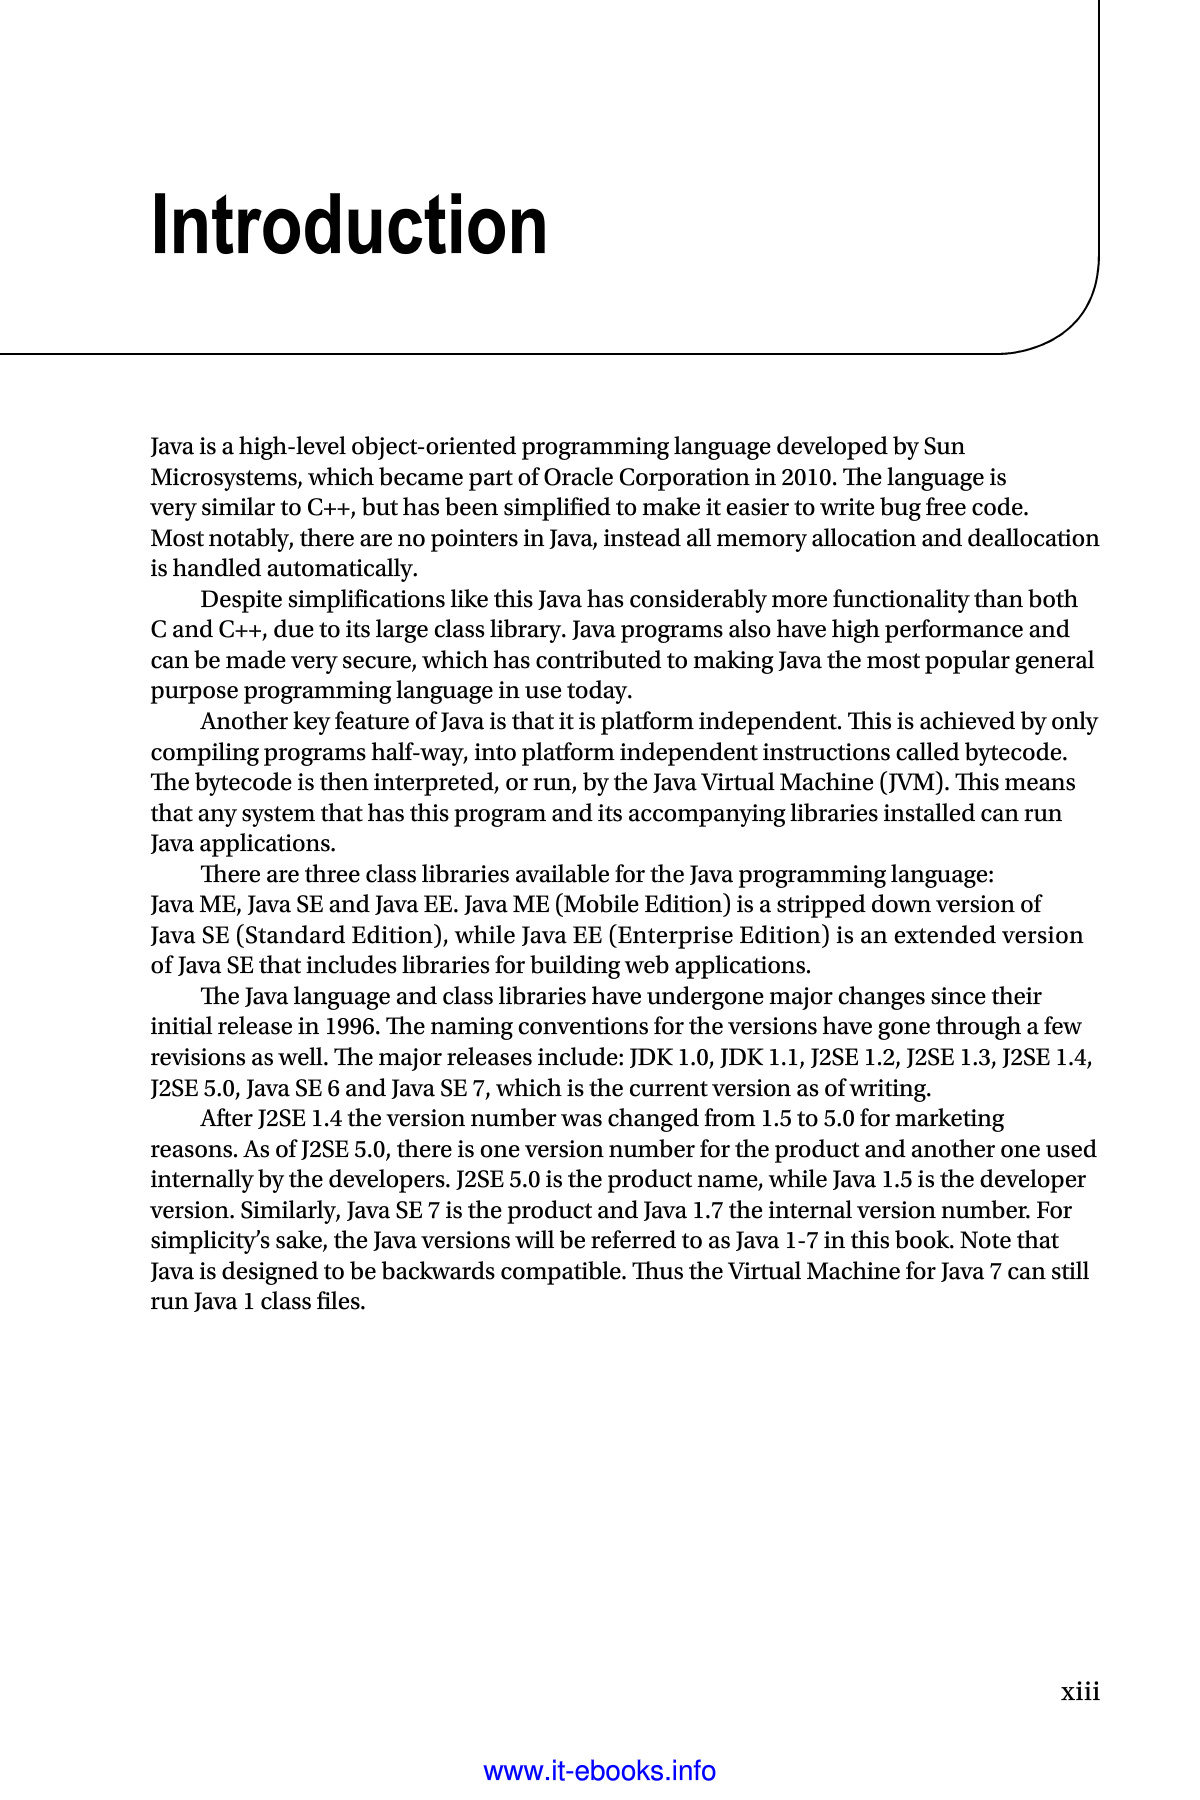 Introduction
Java is a high-level object-oriented programming language developed by Sun
Microsystems, which became part of Oracle Corporation in 2010. The language is
very similar to C++, but has been simplified to make it easier to write bug free code.
Most notably, there are no pointers in Java, instead all memory allocation and deallocation
is handled automatically.
Despite simplifications like this Java has considerably more functionality than both
C and C++, due to its large class library. Java programs also have high performance and
can be made very secure, which has contributed to making Java the most popular general
purpose programming language in use today.
Another key feature of Java is that it is platform independent. This is achieved by only
compiling programs half-way, into platform independent instructions called bytecode.
The bytecode is then interpreted, or run, by the Java Virtual Machine (JVM). This means
that any system that has this program and its accompanying libraries installed can run
Java applications.
There are three class libraries available for the Java programming language:
Java ME, Java SE and Java EE. Java ME (Mobile Edition) is a stripped down version of
Java SE (Standard Edition), while Java EE (Enterprise Edition) is an extended version
of Java SE that includes libraries for building web applications.
The Java language and class libraries have undergone major changes since their
initial release in 1996. The naming conventions for the versions have gone through a few
revisions as well. The major releases include: JDK 1.0, JDK 1.1, J2SE 1.2, J2SE 1.3, J2SE 1.4,
J2SE 5.0, Java SE 6 and Java SE 7, which is the current version as of writing.
After J2SE 1.4 the version number was changed from 1.5 to 5.0 for marketing
reasons. As of J2SE 5.0, there is one version number for the product and another one used
internally by the developers. J2SE 5.0 is the product name, while Java 1.5 is the developer
version. Similarly, Java SE 7 is the product and Java 1.7 the internal version number. For
simplicity’s sake, the Java versions will be referred to as Java 1-7 in this book. Note that
Java is designed to be backwards compatible. Thus the Virtual Machine for Java 7 can still
run Java 1 class files.
xiii
www.it-ebooks.info